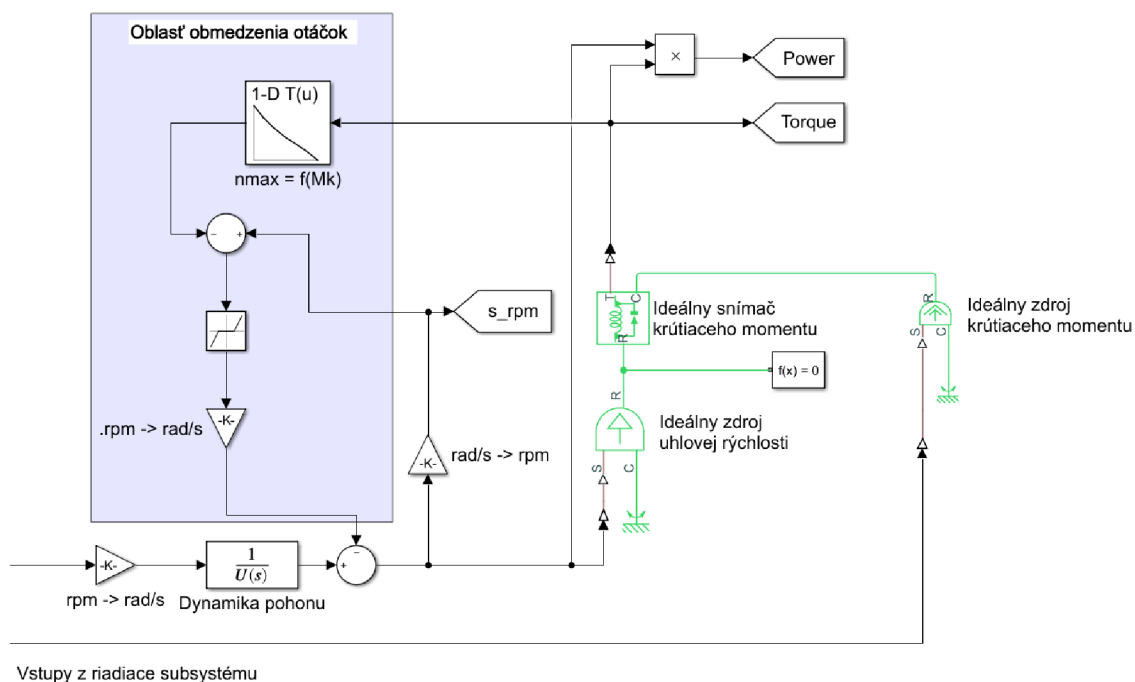 Oblasť obmedzenia otáčok
×
Power
1-D T(u)
Torque
nmax = f(Mk)
−
+
s_rpm
T
C
R
Ideálny snímač
krútiaceho momentu
R
S
C
Ideálny zdroj
krútiaceho momentu
f(x) = 0
-K-
.rpm -> rad/s
R
Ideálny zdroj
uhlovej rýchlosti
S
C
-K-
rad/s -> rpm
-K-
rpm -> rad/s
1
U(s)
Dynamika pohonu
+
−
Vstupy z riadiace subsystému